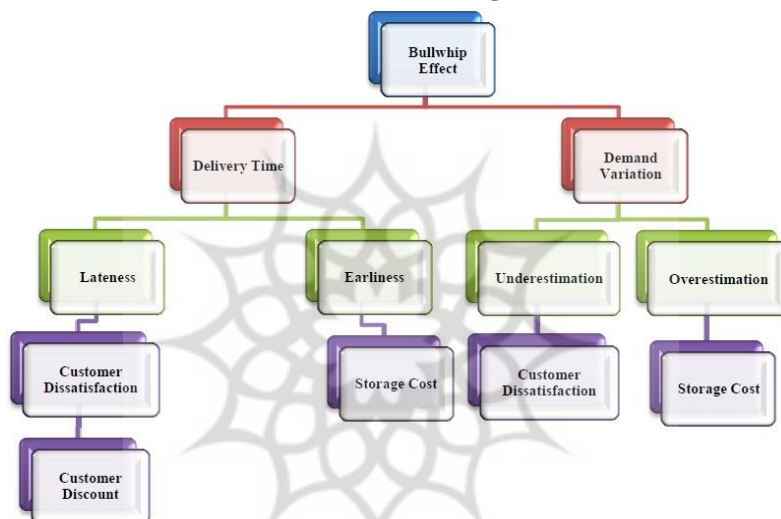 Bullwhip
Effect
Delivery Time
Demand
Variation
Lateness
Earliness
Underestimation
Overestimation
Customer
Dissatisfaction
Storage Cost
Customer
Dissatisfaction
Storage Cost
Customer
Discount